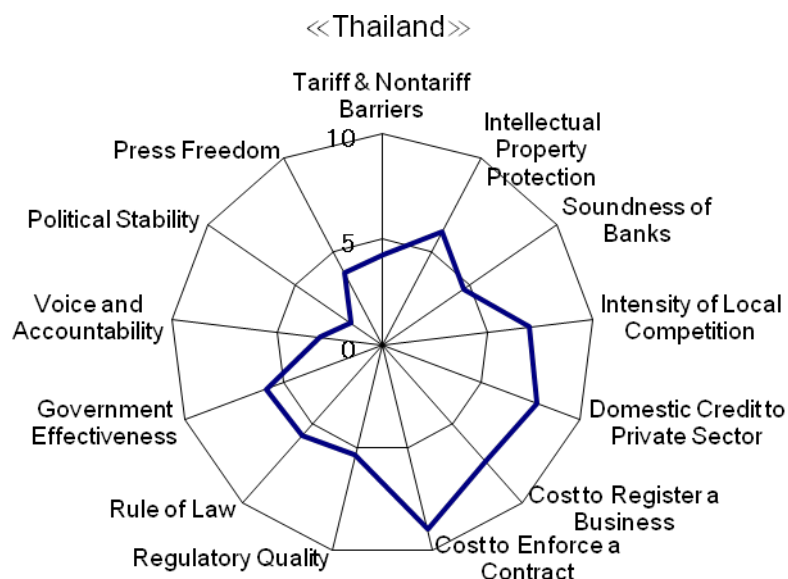 ≪Thailand≫
Tariff & Nontariff
Barriers
Intellectual
Property
Protection
Soundness of
Banks
Intensity of Local
Competition
Domestic Credit to
Private Sector
Cost to Register a
Business
Cost to Enforce a
Contract
Regulatory Quality
Rule of Law
Government
Effectiveness
Voice and
Accountability
Political Stability
Press Freedom
10
5
0